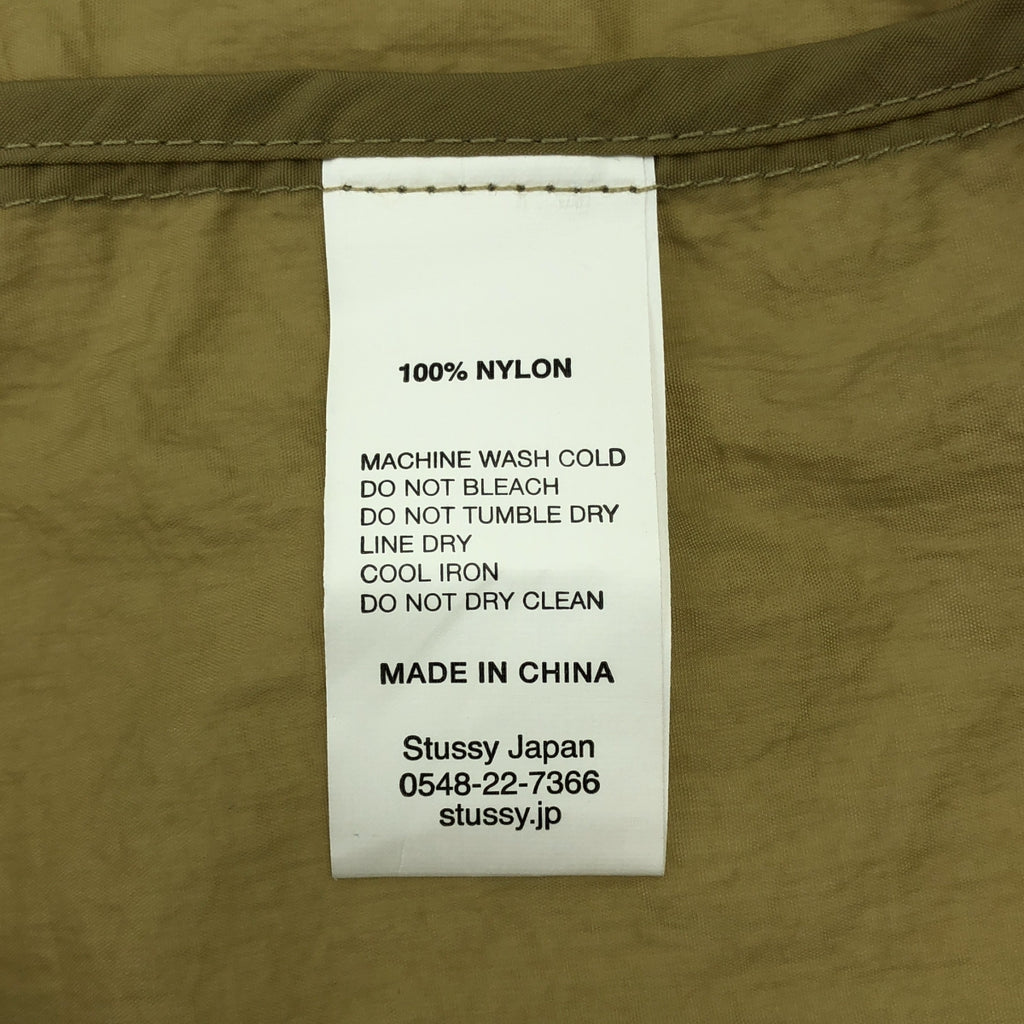 100% NYLON
MACHINE WASH COLD
DO NOT BLEACH
DO NOT TUMBLE DRY
LINE DRY
COOL IRON
DO NOT DRY CLEAN
MADE IN CHINA
Stussy Japan
0548-22-7366
stussy.jp